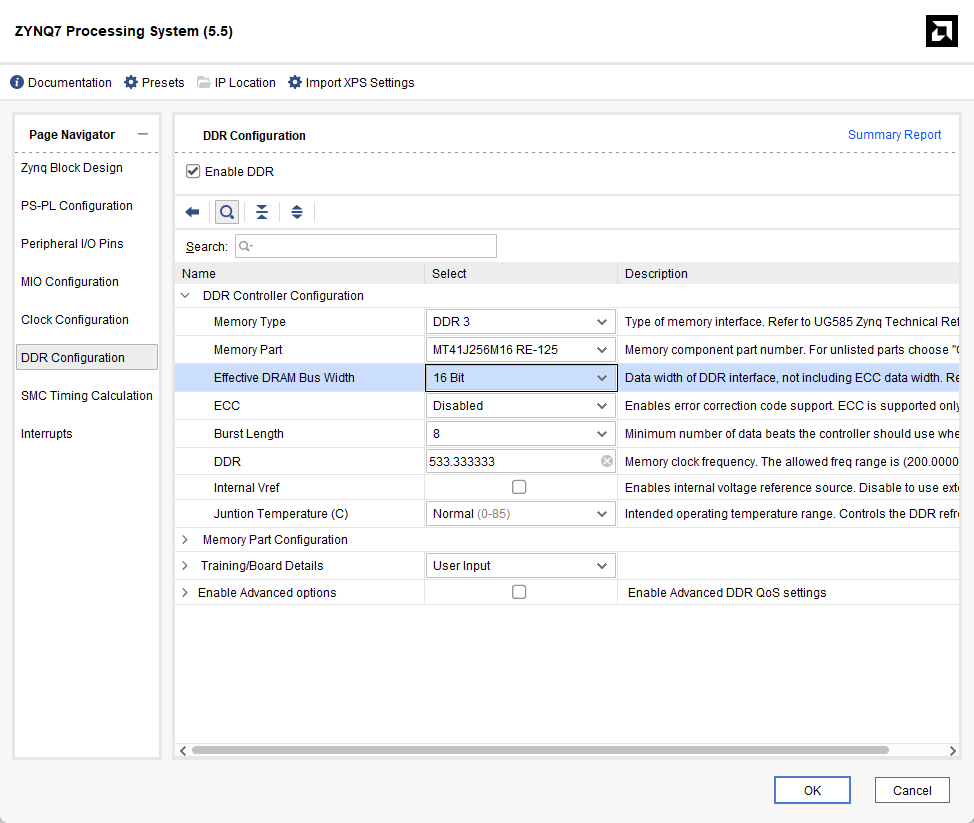 ZYNQ7 Processing System (5.5)
Documentation Presets IP Location Import XPS Settings
Page Navigator
Zynq Block Design
PS-PL Configuration
Peripheral I/O Pins
MIO Configuration
Clock Configuration
DDR Configuration
SMC Timing Calculation
Interrupts
DDR Configuration Summary Report
Enable DDR
Search:
Name Select Description
DDR Controller Configuration
Memory Type DDR 3 Type of memory interface. Refer to UG585 Zynq Technical Ref
Memory Part MT41J256M16 RE-125 Memory component part number. For unlisted parts choose "C
Effective DRAM Bus Width 16 Bit Data width of DDR interface, not including ECC data width. Re
ECC Disabled Enables error correction code support. ECC is supported only
Burst Length 8 Minimum number of data beats the controller should use whe
DDR 533.333333 Memory clock frequency. The allowed freq range is (200.0000
Internal Vref Enables internal voltage reference source. Disable to use exte
Juntion Temperature (C) Normal (0-85) Intended operating temperature range. Controls the DDR refre
Memory Part Configuration
Training/Board Details User Input
Enable Advanced options Enable Advanced DDR QoS settings
OK Cancel